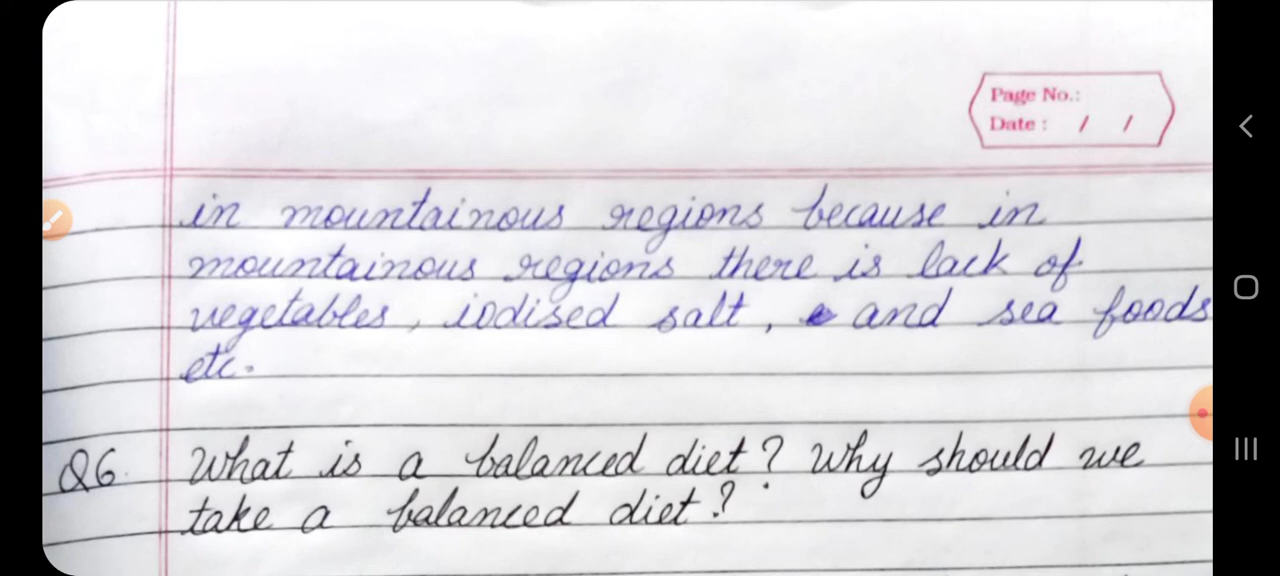 Page No.:
Date : / /
in mountainous regions because in
mountainous regions there is lack of
vegetables, iodised salt, and sea foods
etc.
Q6. What is a balanced diet? Why should we
take a balanced diet?